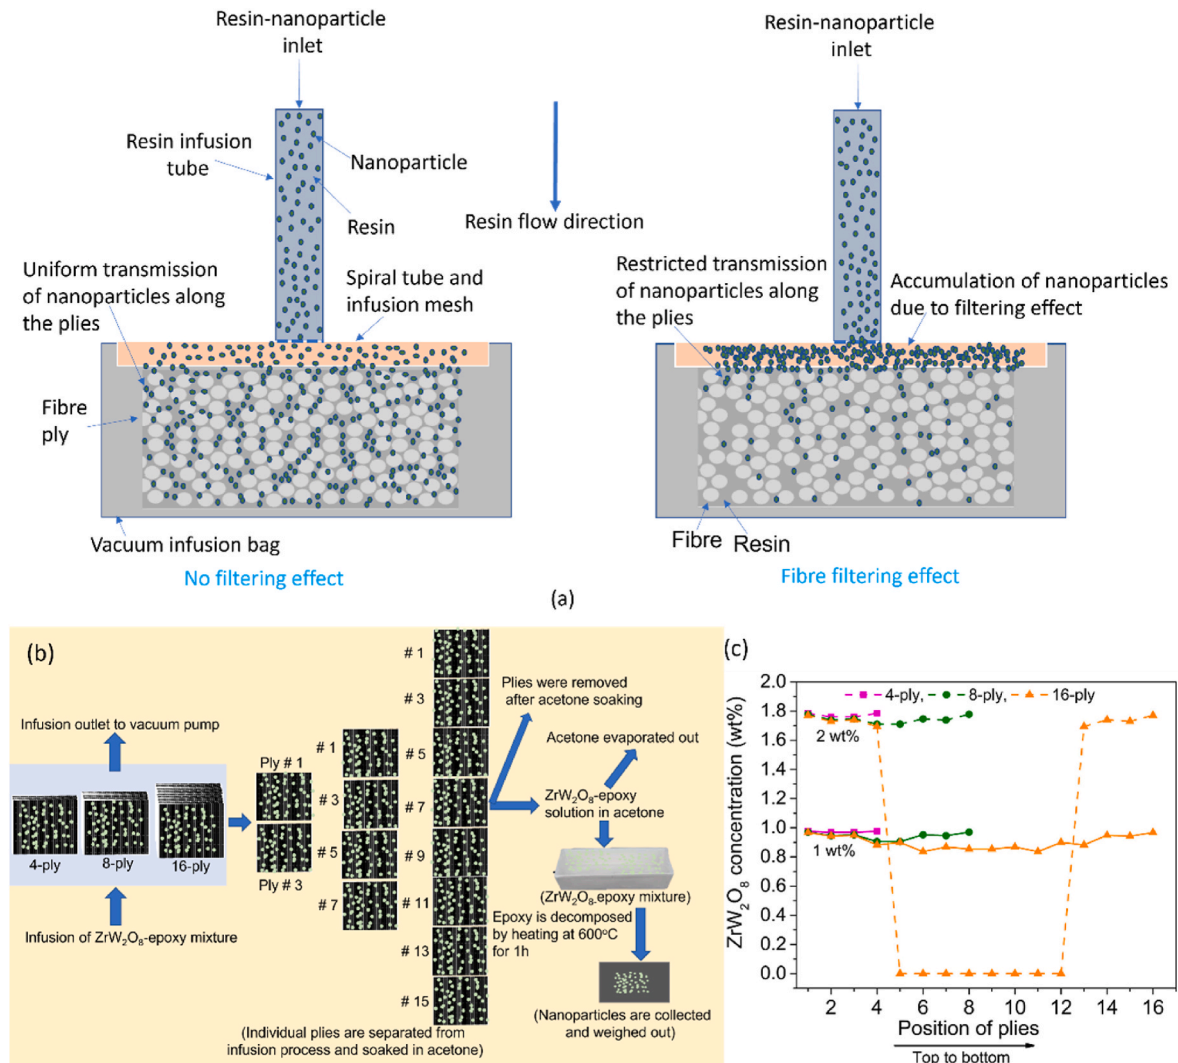 Resin-nanoparticle
inlet
Resin infusion
tube
Nanoparticle
Resin
Uniform transmission
of nanoparticles along
the plies
Spiral tube and
infusion mesh
Fibre
ply
Vacuum infusion bag
No filtering effect
Resin flow direction
Resin-nanoparticle
inlet
Restricted transmission
of nanoparticles along
the plies
Accumulation of nanoparticles
due to filtering effect
Fibre
Resin
Fibre filtering effect
(a)
(b)
Infusion outlet to vacuum pump
4-ply
8-ply
16-ply
Infusion of ZrW₂O₈-epoxy mixture
Ply # 1
Ply # 3
# 1
# 3
# 5
# 7
# 1
# 3
# 5
# 7
# 9
# 11
# 13
# 15
(Individual plies are separated from
infusion process and soaked in acetone)
Plies were removed
after acetone soaking
Acetone evaporated out
ZrW₂O₈-epoxy
solution in acetone
(ZrW₂O₈-epoxy mixture)
Epoxy is decomposed
by heating at 600°C
for 1h
(Nanoparticles are collected
and weighed out)
(c)
ZrW₂O₈ concentration (wt%)
2.0
1.8
1.6
1.4
1.2
1.0
0.8
0.6
0.4
0.2
0.0
4-ply, 8-ply, 16-ply
2 wt%
1 wt%
2 4 6 8 10 12 14 16
Position of plies
Top to bottom